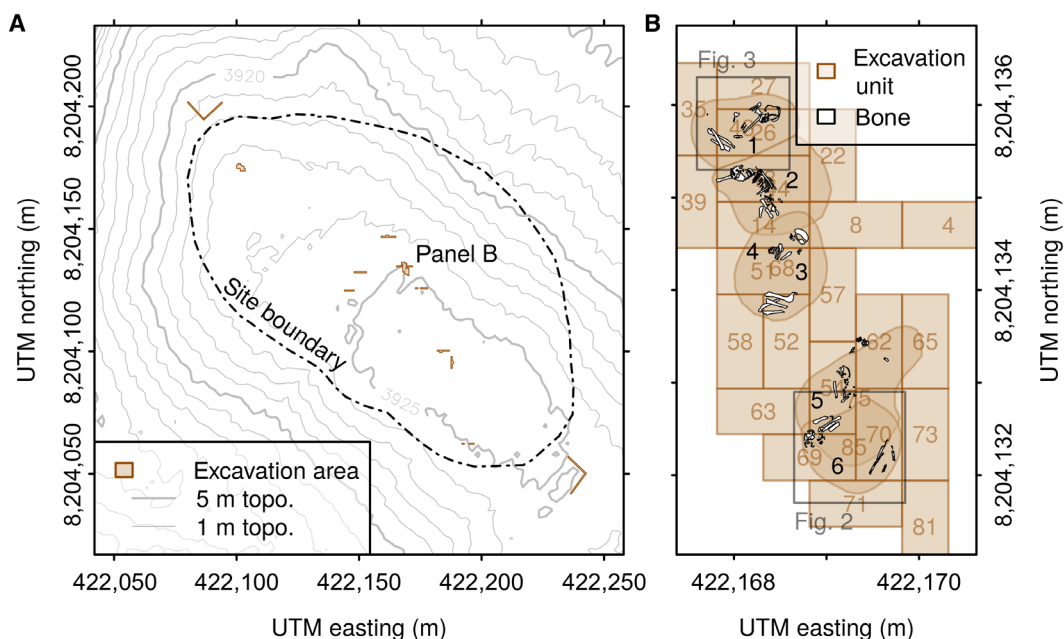 A
8,204,200
8,204,150
8,204,100
8,204,050
UTM northing (m)
3920
Panel B
Site boundary
3925
Excavation area
5 m topo.
1 m topo.
422,050
422,100
422,150
422,200
422,250
UTM easting (m)
B
Fig. 3
Excavation
unit
Bone
27
35
26
1
22
2
39
14
8
4
4
51
68
3
57
58
52
62
65
5
63
70
73
69
85
6
71
Fig. 2
81
8,204,136
8,204,134
8,204,132
UTM northing (m)
422,168
422,170
UTM easting (m)